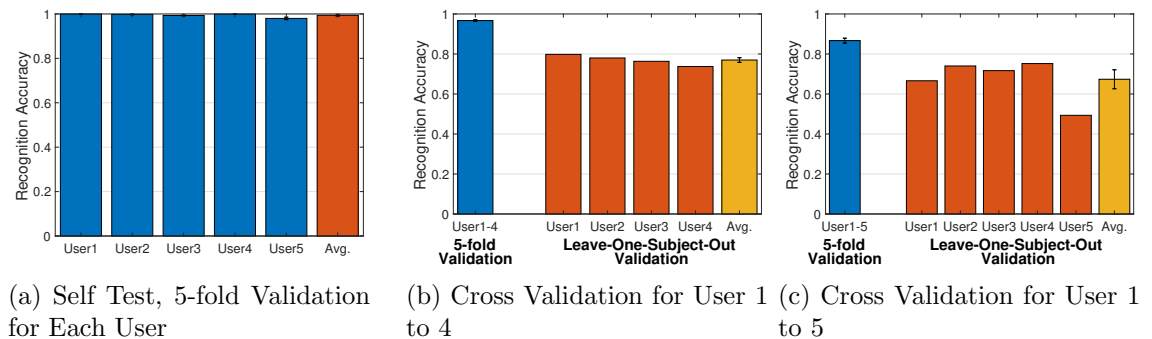 1
0.8
0.6
0.4
0.2
0
Recognition Accuracy
User1 User2 User3 User4 User5 Avg.
(a) Self Test, 5-fold Validation
for Each User
1
0.8
0.6
0.4
0.2
0
Recognition Accuracy
User1-4 User1 User2 User3 User4 Avg.
5-fold
Validation
Leave-One-Subject-Out
Validation
(b) Cross Validation for User 1
to 4
1
0.8
0.6
0.4
0.2
0
Recognition Accuracy
User1-5 User1 User2 User3 User4 User5 Avg.
5-fold
Validation
Leave-One-Subject-Out
Validation
(c) Cross Validation for User 1
to 5